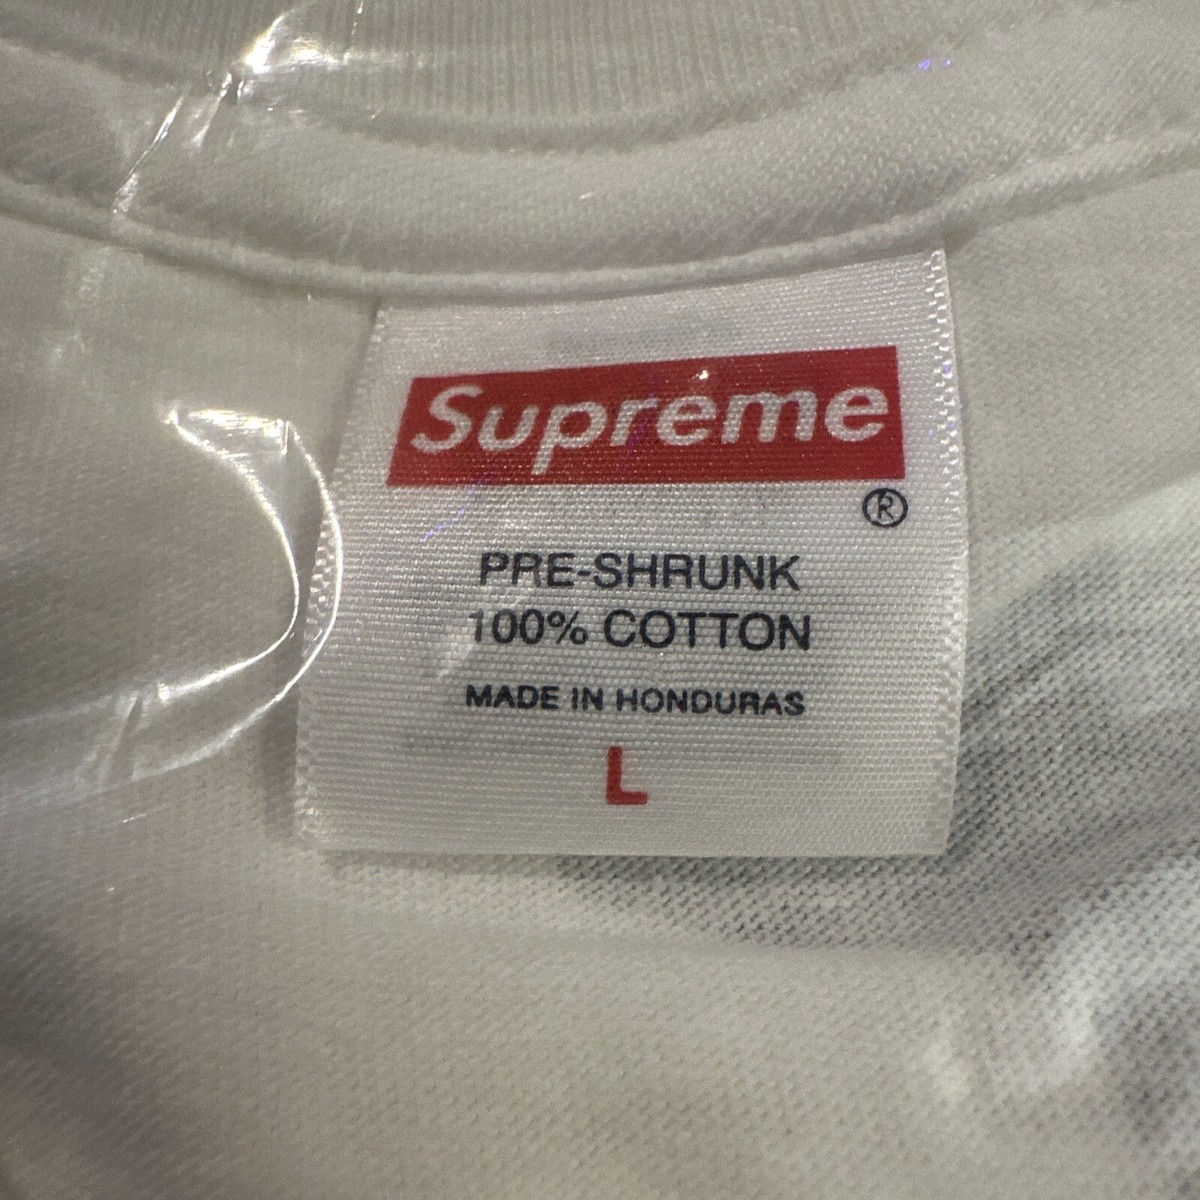 Supreme
®
PRE-SHRUNK
100% COTTON
MADE IN HONDURAS
L